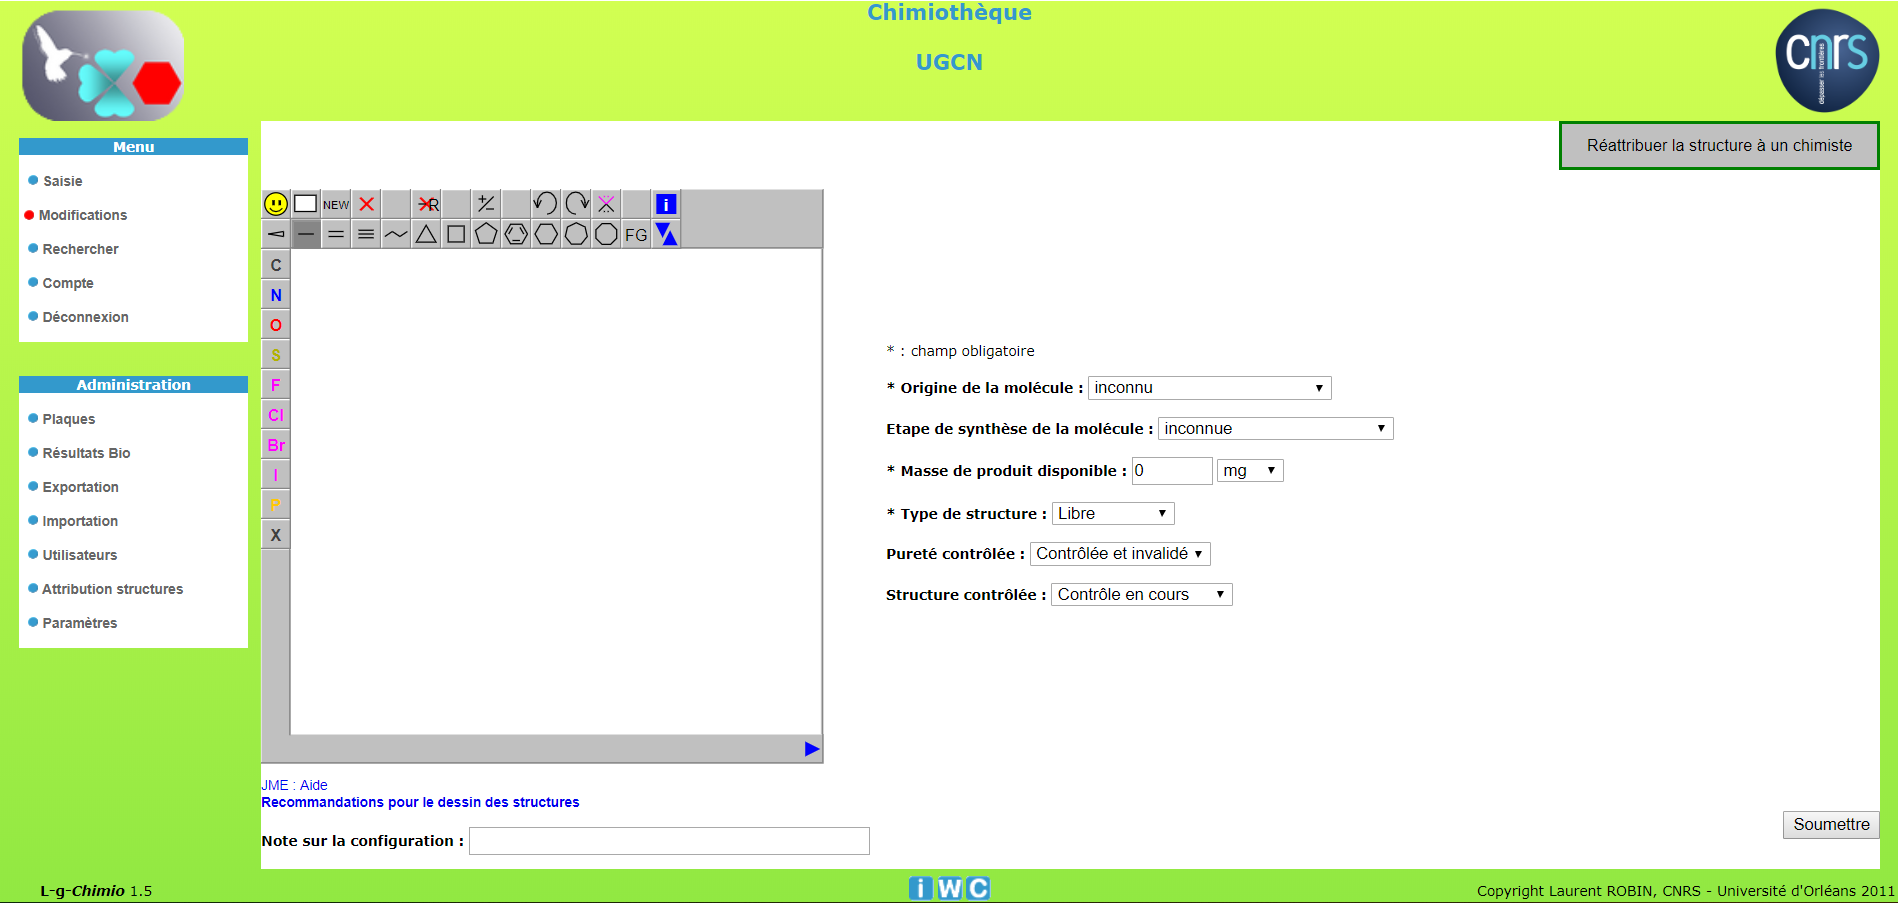 Chimiothèque
UGCN
cnrs
dépasser les frontières
Menu
Saisie
Modifications
Rechercher
Compte
Déconnexion
Administration
Plaques
Résultats Bio
Exportation
Importation
Utilisateurs
Attribution structures
Paramètres
Réattribuer la structure à un chimiste
NEW
R
+/-
i
FG
C
N
O
S
F
Cl
Br
I
P
X
JME : Aide
Recommandations pour le dessin des structures
Note sur la configuration :
* : champ obligatoire
* Origine de la molécule : inconnu
Etape de synthèse de la molécule : inconnue
* Masse de produit disponible : 0 mg
* Type de structure : Libre
Pureté contrôlée : Contrôlée et invalidé
Structure contrôlée : Contrôle en cours
Soumettre
L-g-Chimio 1.5
i W C
Copyright Laurent ROBIN, CNRS - Université d'Orléans 2011